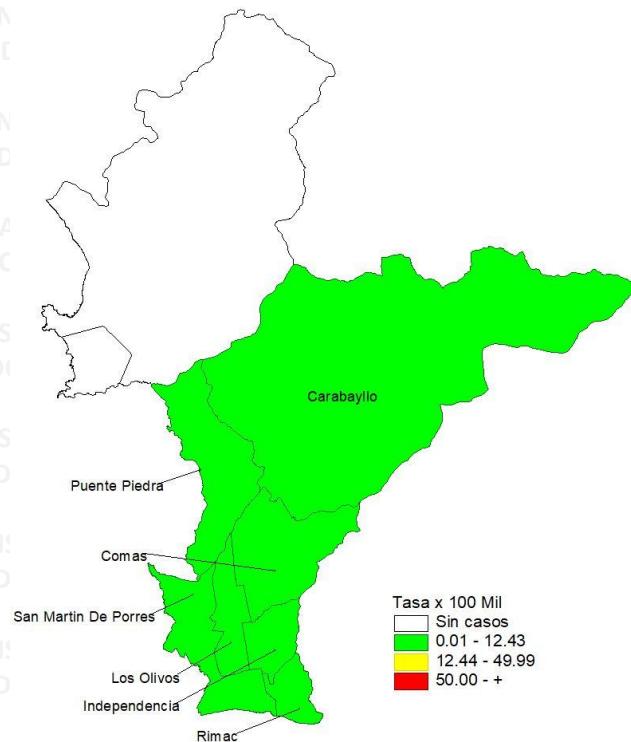 Carabayllo
Puente Piedra
Comas
San Martin De Porres
Los Olivos
Independencia
Rimac
Tasa x 100 Mil
Sin casos
0.01 - 12.43
12.44 - 49.99
50.00 - +